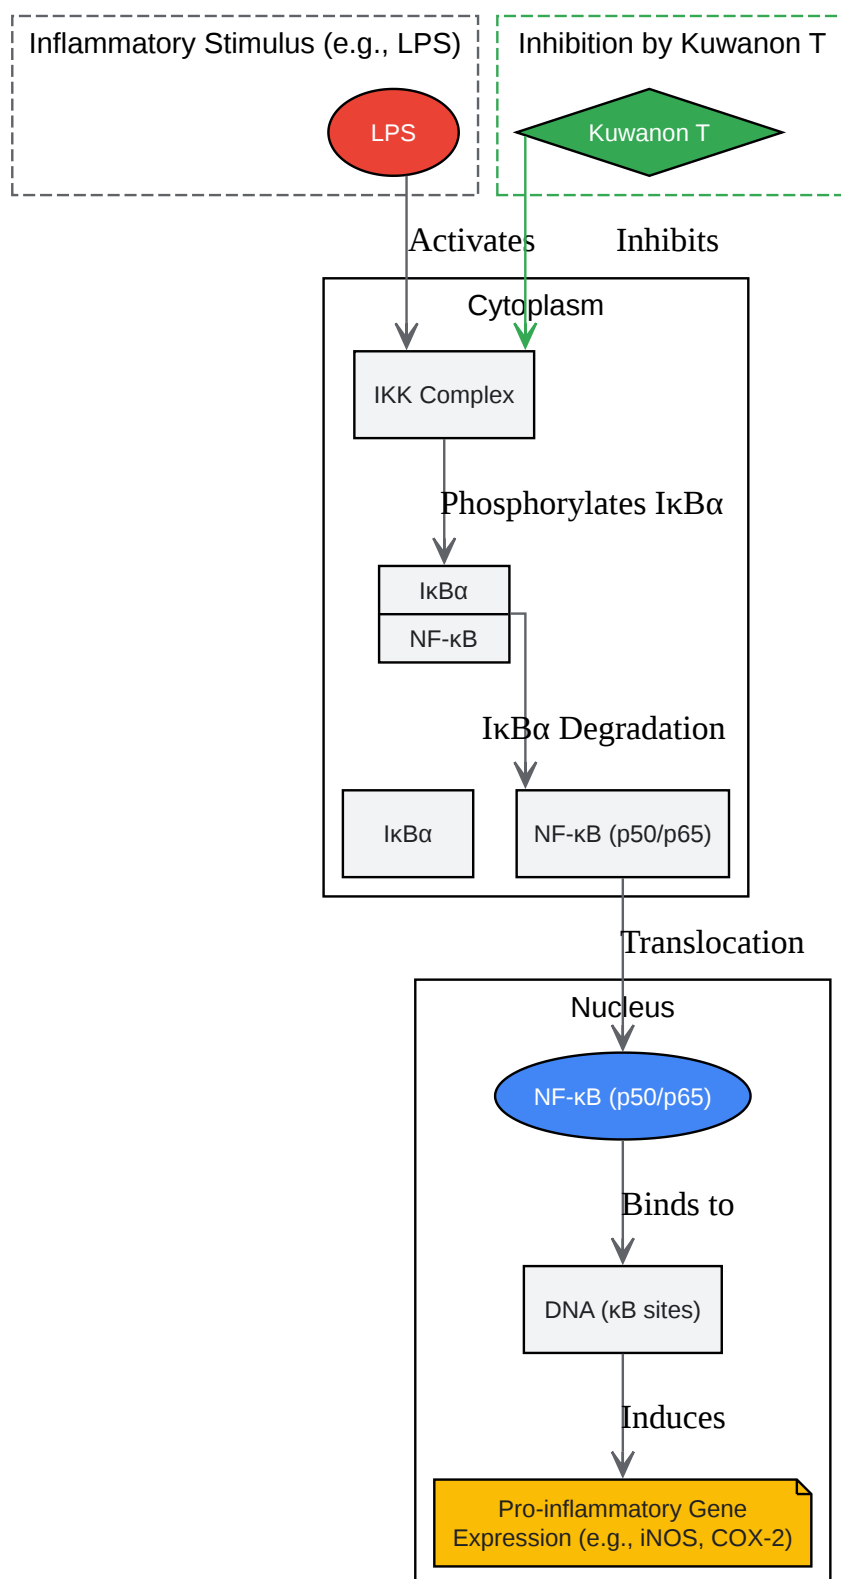 Inflammatory Stimulus (e.g., LPS)
Inhibition by Kuwanon T
LPS
Kuwanon T
Activates
Inhibits
Cytoplasm
IKK Complex
Phosphorylates IκBα
IκBα
NF-κB
IκBα Degradation
IκBα
NF-κB (p50/p65)
Translocation
Nucleus
NF-κB (p50/p65)
Binds to
DNA (κB sites)
Induces
Pro-inflammatory Gene
Expression (e.g., iNOS, COX-2)